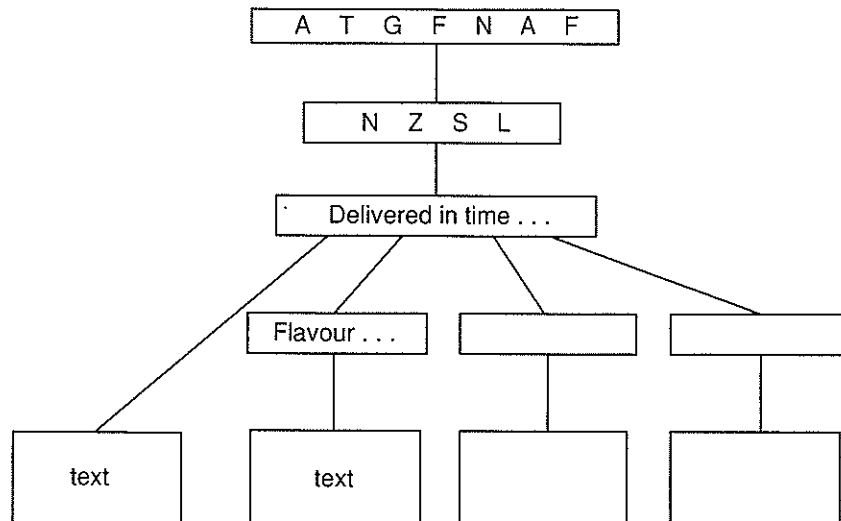 A T G F N A F
N Z S L
Delivered in time . . .
Flavour . . .
text
text